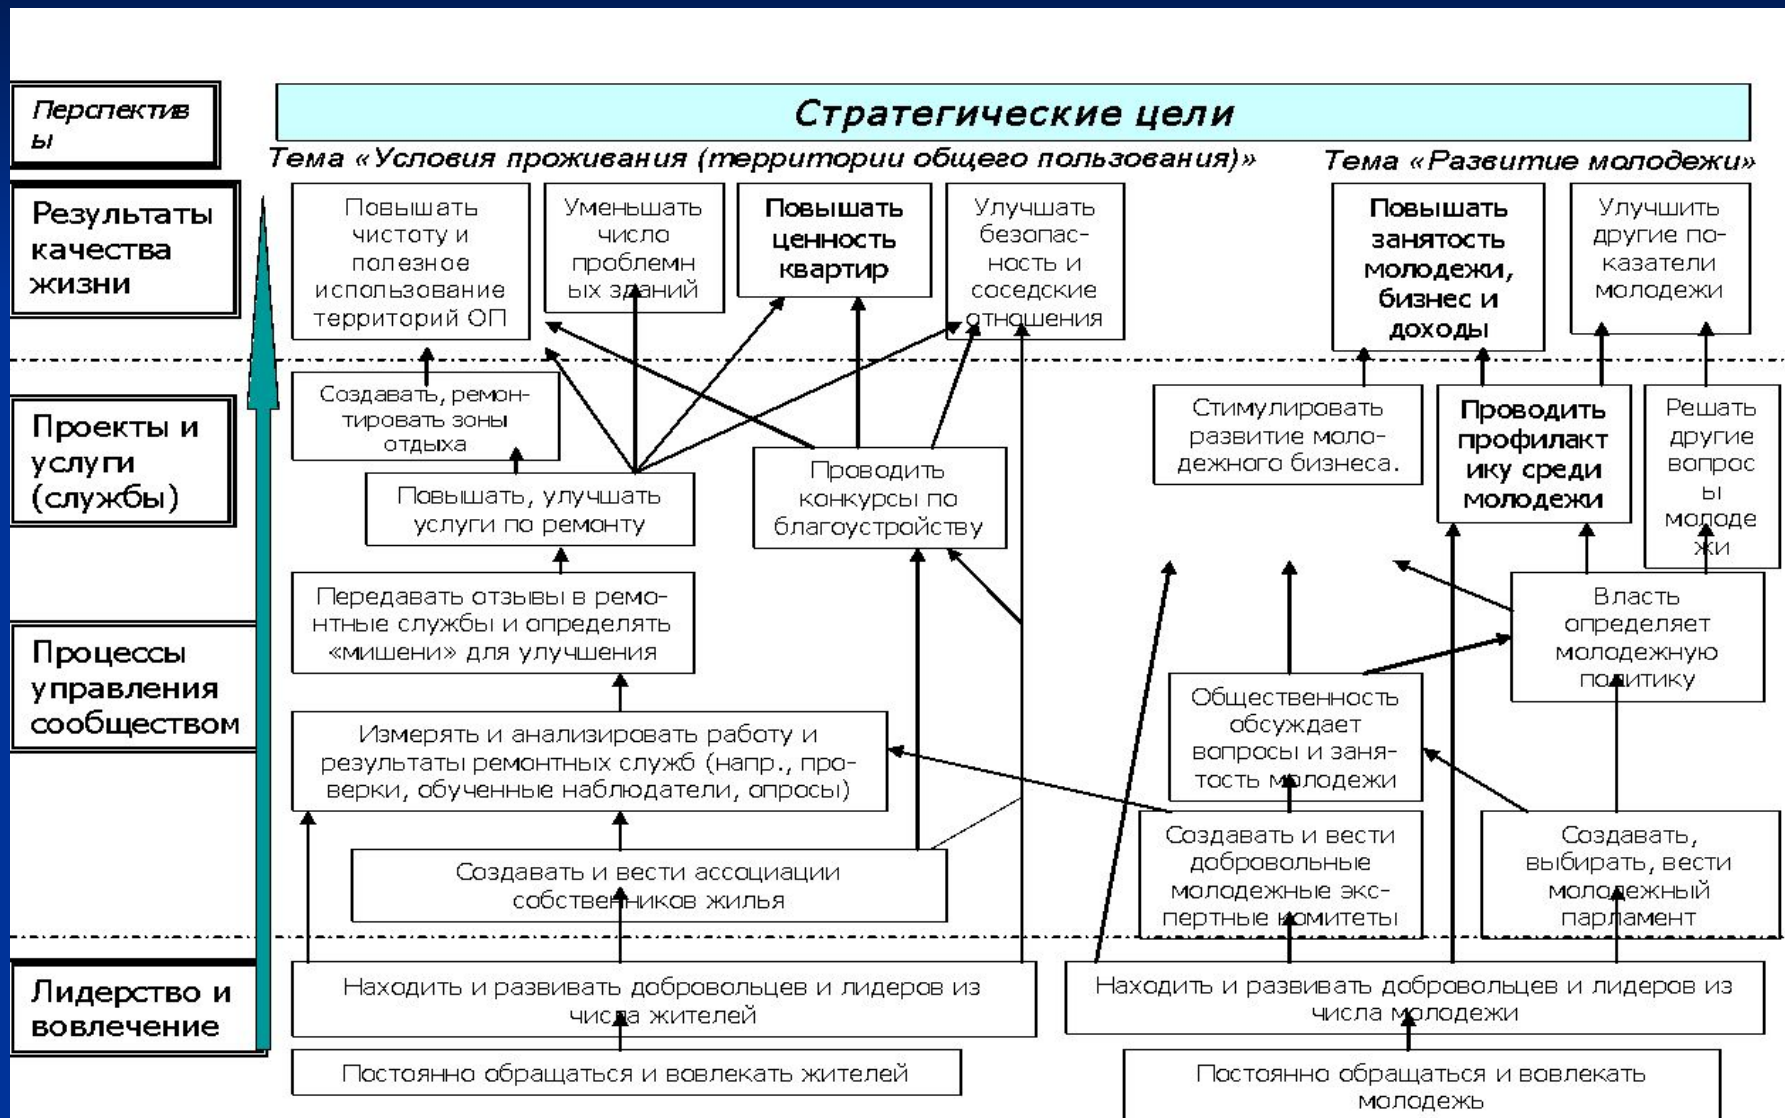 Перспектив
ы
Стратегические цели
Тема «Условия проживания (территории общего пользования)»
Тема «Развитие молодежи»
Результаты
качества
жизни
Повышать
чистоту и
полезное
использование
территорий ОП
Уменьшать
число
проблемн
ых зданий
Повышать
ценность
квартир
Улучшать
безопас-
ность и
соседские
отношения
Повышать
занятость
молодежи,
бизнес и
доходы
Улучшить
другие по-
казатели
молодежи
Проекты и
услуги
(службы)
Создавать, ремон-
тировать зоны
отдыха
Повышать, улучшать
услуги по ремонту
Проводить
конкурсы по
благоустройству
Стимулировать
развитие моло-
дежного бизнеса.
Проводить
профилакт
ику среди
молодежи
Решать
другие
вопрос
ы
молоде
жи
Процессы
управления
сообществом
Передавать отзывы в ремо-
нтные службы и определять
«мишени» для улучшения
Власть
определяет
молодежную
политику
Измерять и анализировать работу и
результаты ремонтных служб (напр., про-
верки, обученные наблюдатели, опросы)
Общественность
обсуждает
вопросы и заня-
тость молодежи
Создавать и вести ассоциации
собственников жилья
Создавать и вести
добровольные
молодежные экс-
пертные комитеты
Создавать,
выбирать, вести
молодежный
парламент
Лидерство и
вовлечение
Находить и развивать добровольцев и лидеров из
числа жителей
Находить и развивать добровольцев и лидеров из
числа молодежи
Постоянно обращаться и вовлекать жителей
Постоянно обращаться и вовлекать
молодежь